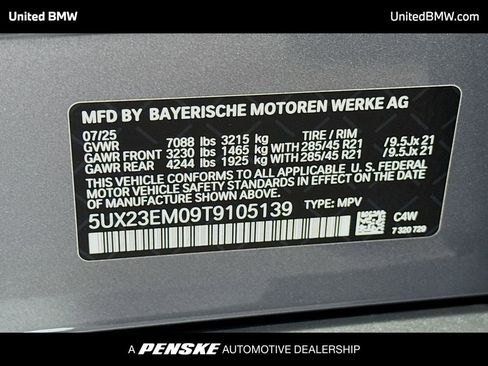 United BMW
UnitedBMW.com
MFD BY BAYERISCHE MOTOREN WERKE AG
07/25 TIRE / RIM
GVWR 7088 lbs 3215 kg
GAWR FRONT 3230 lbs 1465 kg WITH - 285/45 R21 / 9.5Jx 21
GAWR REAR 4244 lbs 1925 kg WITH - 285/45 R21 / 9.5Jx 21
THIS VEHICLE CONFORMS TO ALL APPLICABLE U.S. FEDERAL
MOTOR VEHICLE SAFETY STANDARDS IN EFFECT ON THE
DATE OF MANUFACTURE SHOWN ABOVE.
5UX23EM09T9105139 TYPE: MPV
C4W
7 320 729
A PENSKE AUTOMOTIVE DEALERSHIP